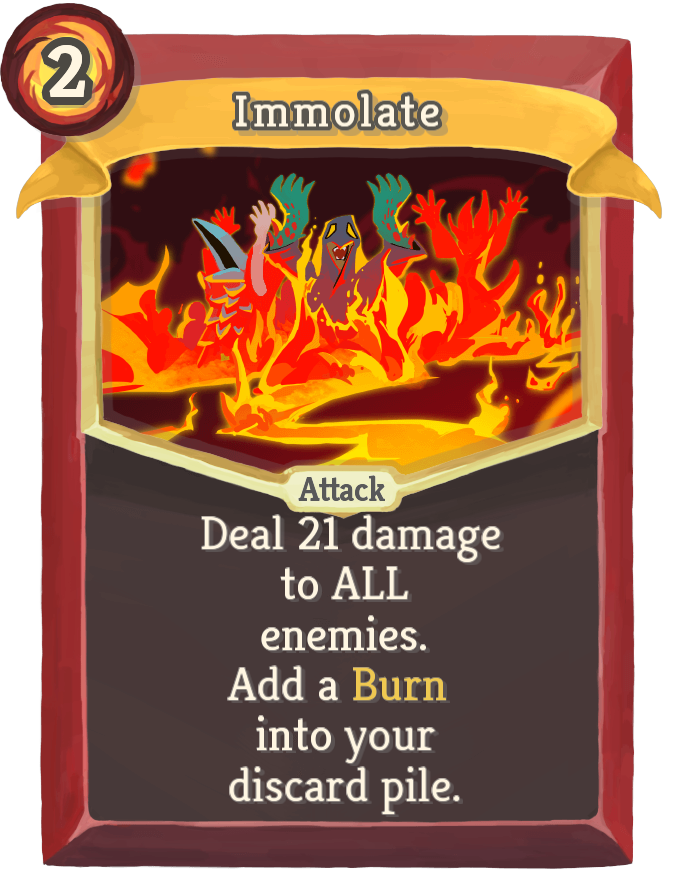 2
Immolate
Attack
Deal 21 damage
to ALL
enemies.
Add a Burn
into your
discard pile.